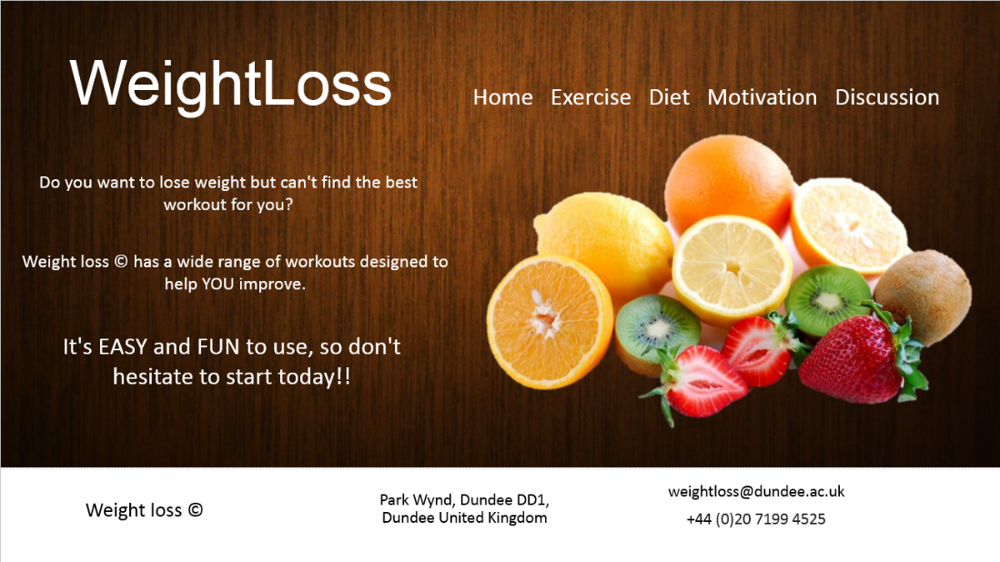 WeightLoss
Home Exercise Diet Motivation Discussion
Do you want to lose weight but can't find the best
workout for you?
Weight loss © has a wide range of workouts designed to
help YOU improve.
It's EASY and FUN to use, so don't
hesitate to start today!!
Weight loss ©
Park Wynd, Dundee DD1,
Dundee United Kingdom
weightloss@dundee.ac.uk
+44 (0)20 7199 4525